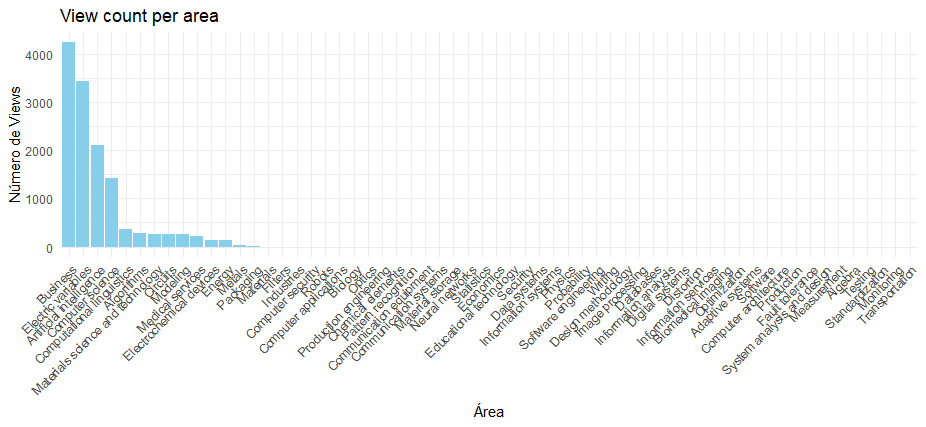 View count per area
Número de Views
4000
3000
2000
1000
0
Business
Electric variables
Artificial intelligence
Computer science
Computational linguistics
Algorithms
Materials science and technology
Circuits
Modeling
Medical services
Electrochemical devices
Energy
Metals
Packaging
Materials
Filters
Industries
Computer security
Robots
Computer applications
Biology
Optics
Production engineering
Chemical elements
Pattern recognition
Communication equipment
Communication systems
Material storage
Neural networks
Statistics
Economics
Educational technology
Security
Data systems
Information systems
Physics
Probability
Software engineering
Writing
Design methodology
Image processing
Databases
Information analysis
Digital systems
Distortion
Information services
Biomedical imaging
Optimization
Adaptive systems
Software
Computer architecture
Production
Fault tolerance
System analysis and design
Measurement
Algebra
Testing
Standardization
Monitoring
Transportation
Área